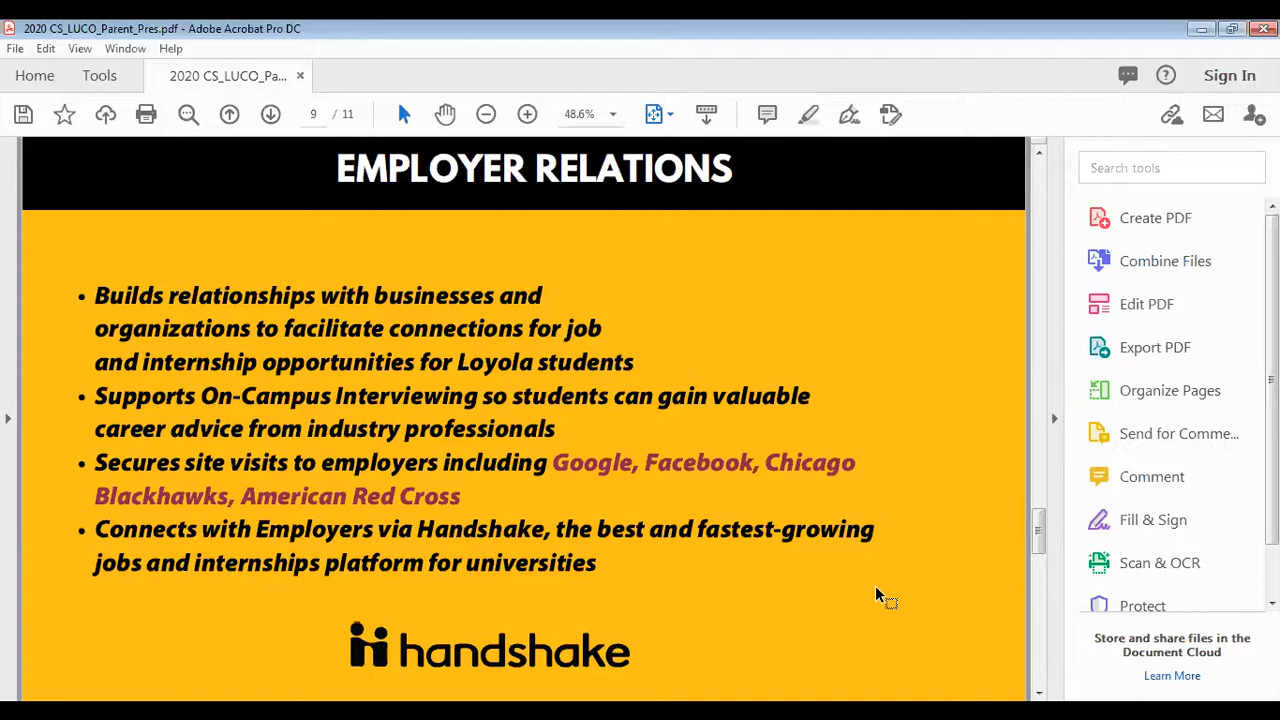 2020 CS_LUCO_Parent_Pres.pdf - Adobe Acrobat Pro DC
File Edit View Window Help
Home Tools 2020 CS_LUCO_Pa... × Sign In
9 / 11 48.6%
EMPLOYER RELATIONS
• Builds relationships with businesses and
organizations to facilitate connections for job
and internship opportunities for Loyola students
• Supports On-Campus Interviewing so students can gain valuable
career advice from industry professionals
• Secures site visits to employers including Google, Facebook, Chicago
Blackhawks, American Red Cross
• Connects with Employers via Handshake, the best and fastest-growing
jobs and internships platform for universities
handshake
Search tools
Create PDF
Combine Files
Edit PDF
Export PDF
Organize Pages
Send for Comme...
Comment
Fill & Sign
Scan & OCR
Protect
Store and share files in the
Document Cloud
Learn More